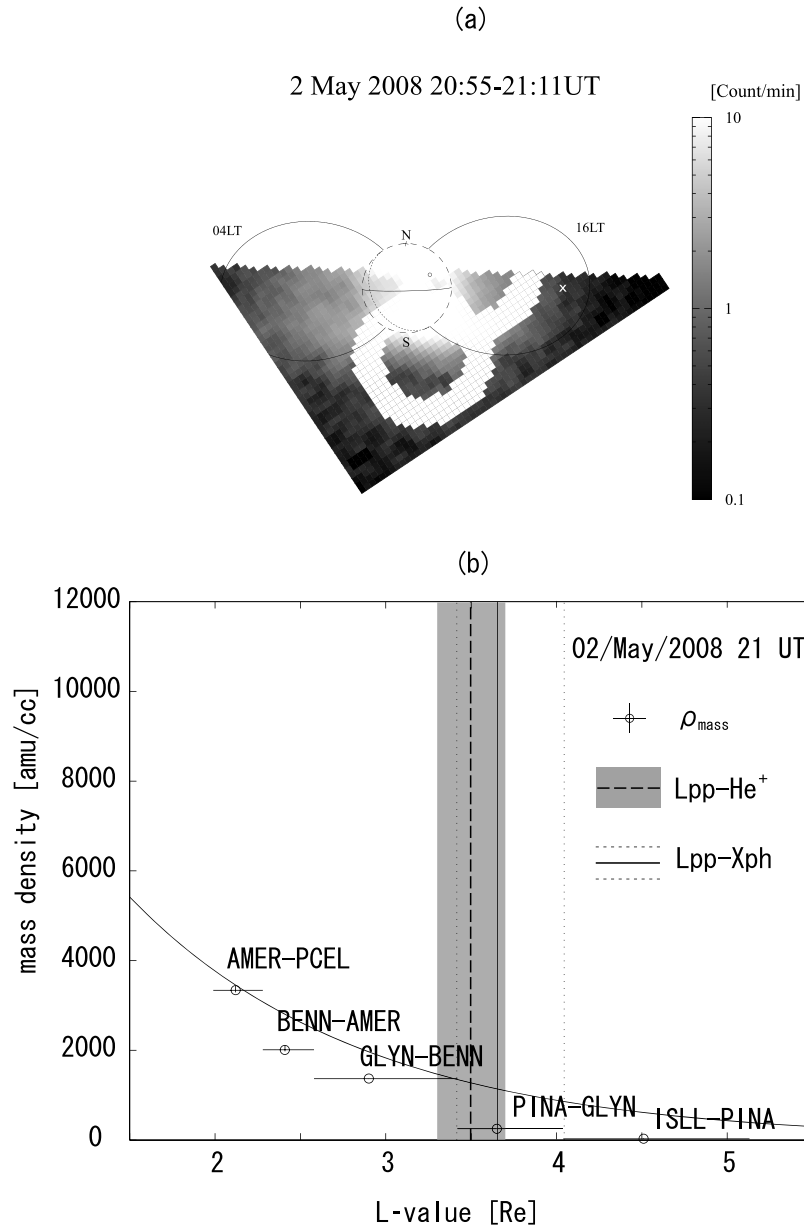 (a)
2 May 2008 20:55-21:11UT
[Count/min]
10
04LT
16LT
N
x
1
S
0.1
(b)
12000
10000
8000
6000
4000
2000
0
mass density [amu/cc]
02/May/2008 21 UT
ρmass
Lpp-He+
Lpp-Xph
AMER-PCEL
BENN-AMER
GLYN-BENN
PINA-GLYN
ISLL-PINA
2 3 4 5
L-value [Re]